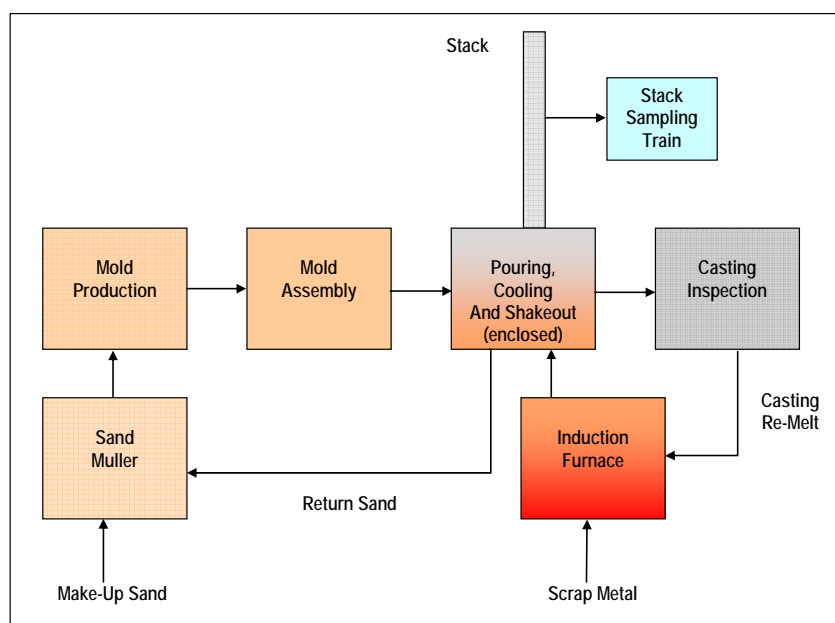 Stack
Stack
Sampling
Train
Mold
Production
Mold
Assembly
Pouring,
Cooling
And Shakeout
(enclosed)
Casting
Inspection
Sand
Muller
Induction
Furnace
Casting
Re-Melt
Return Sand
Make-Up Sand
Scrap Metal